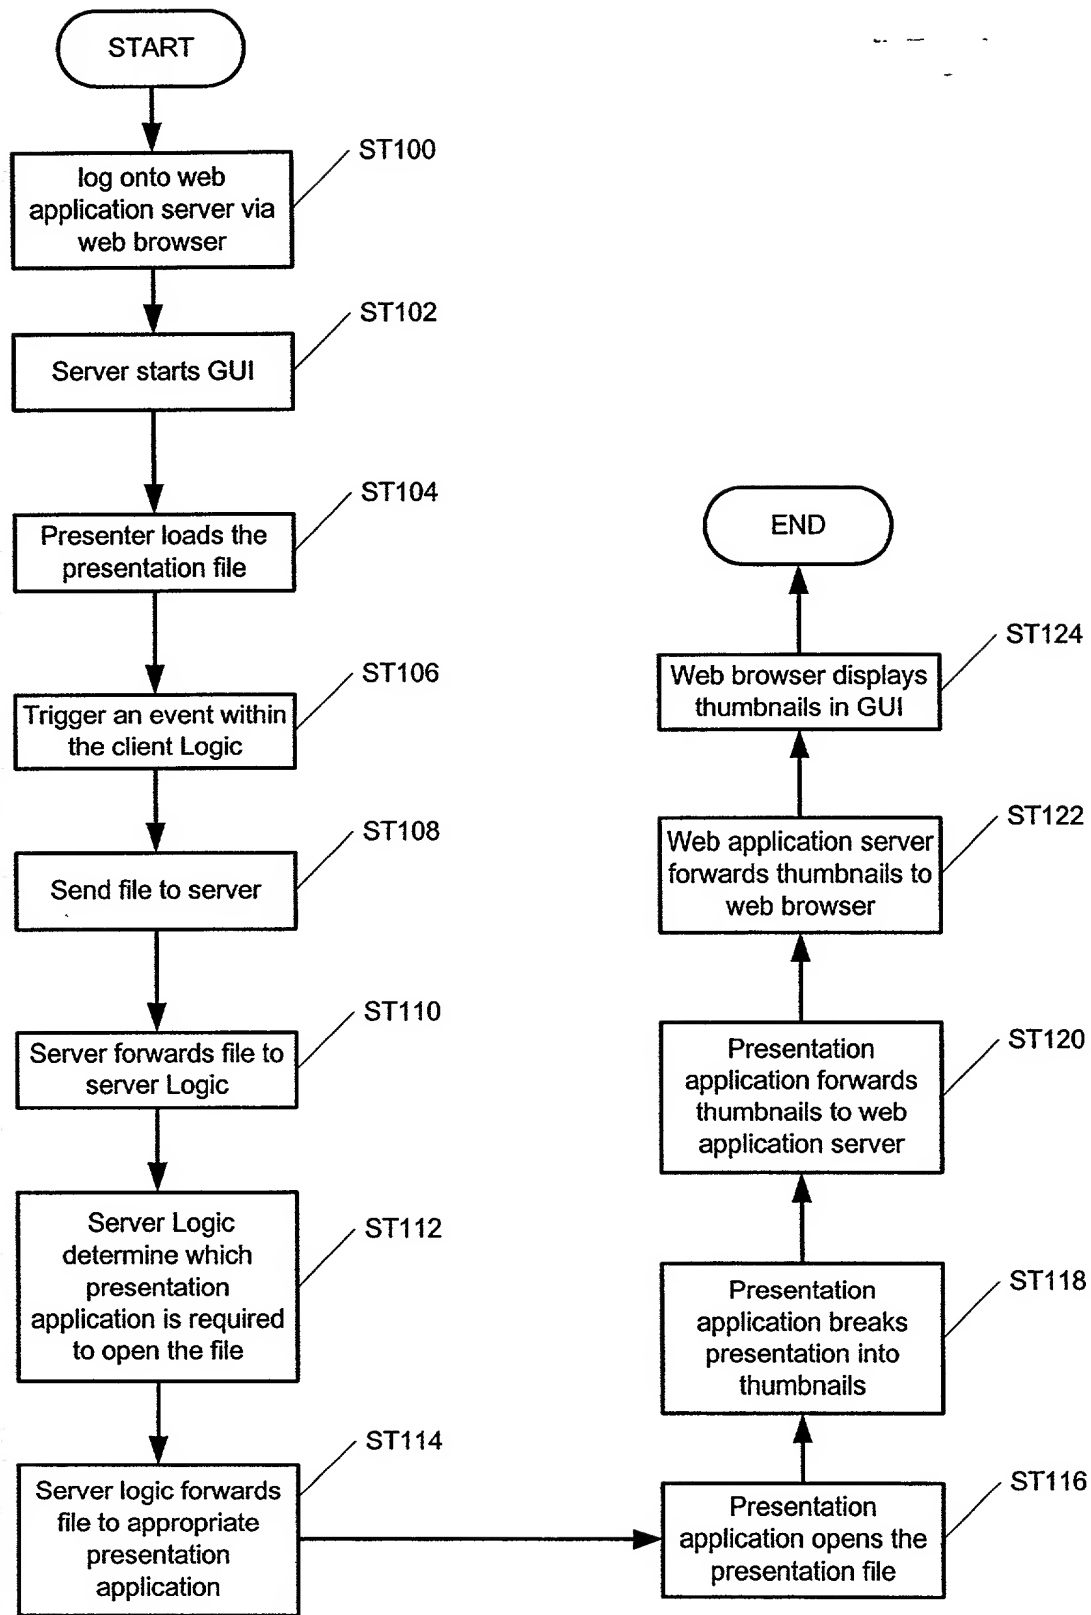 START
ST100
log onto web
application server via
web browser
ST102
Server starts GUI
ST104
Presenter loads the
presentation file
ST106
Trigger an event within
the client Logic
ST108
Send file to server
ST110
Server forwards file to
server Logic
ST112
Server Logic
determine which
presentation
application is required
to open the file
ST114
Server logic forwards
file to appropriate
presentation
application
ST116
Presentation
application opens the
presentation file
ST118
Presentation
application breaks
presentation into
thumbnails
ST120
Presentation
application forwards
thumbnails to web
application server
ST122
Web application server
forwards thumbnails to
web browser
ST124
Web browser displays
thumbnails in GUI
END